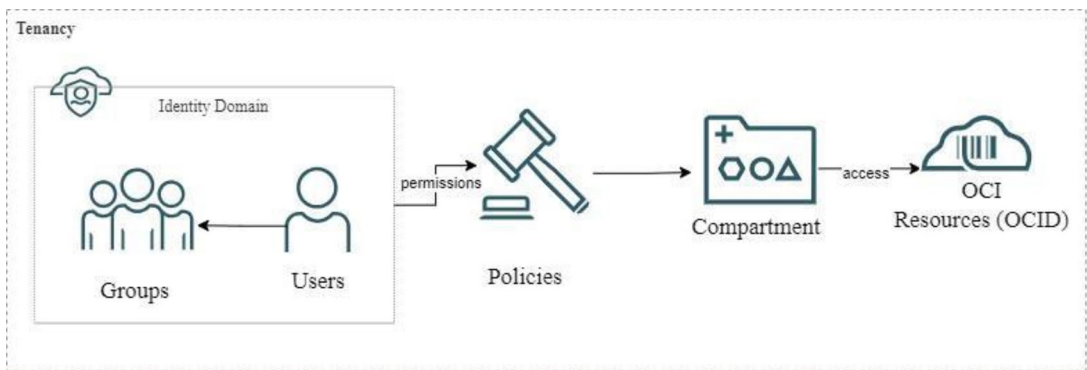 Tenancy
Identity Domain
permissions
access
OCI
Resources (OCID)
Compartment
Policies
Users
Groups